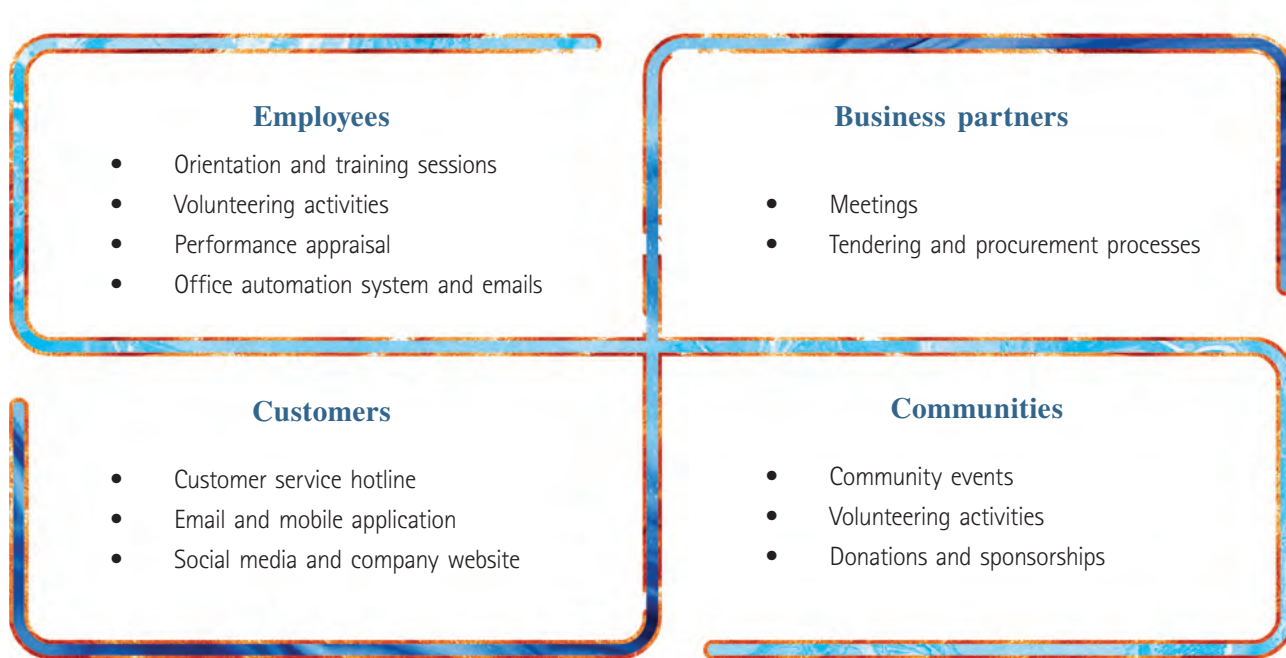 Employees
• Orientation and training sessions
• Volunteering activities
• Performance appraisal
• Office automation system and emails
Business partners
• Meetings
• Tendering and procurement processes
Customers
• Customer service hotline
• Email and mobile application
• Social media and company website
Communities
• Community events
• Volunteering activities
• Donations and sponsorships